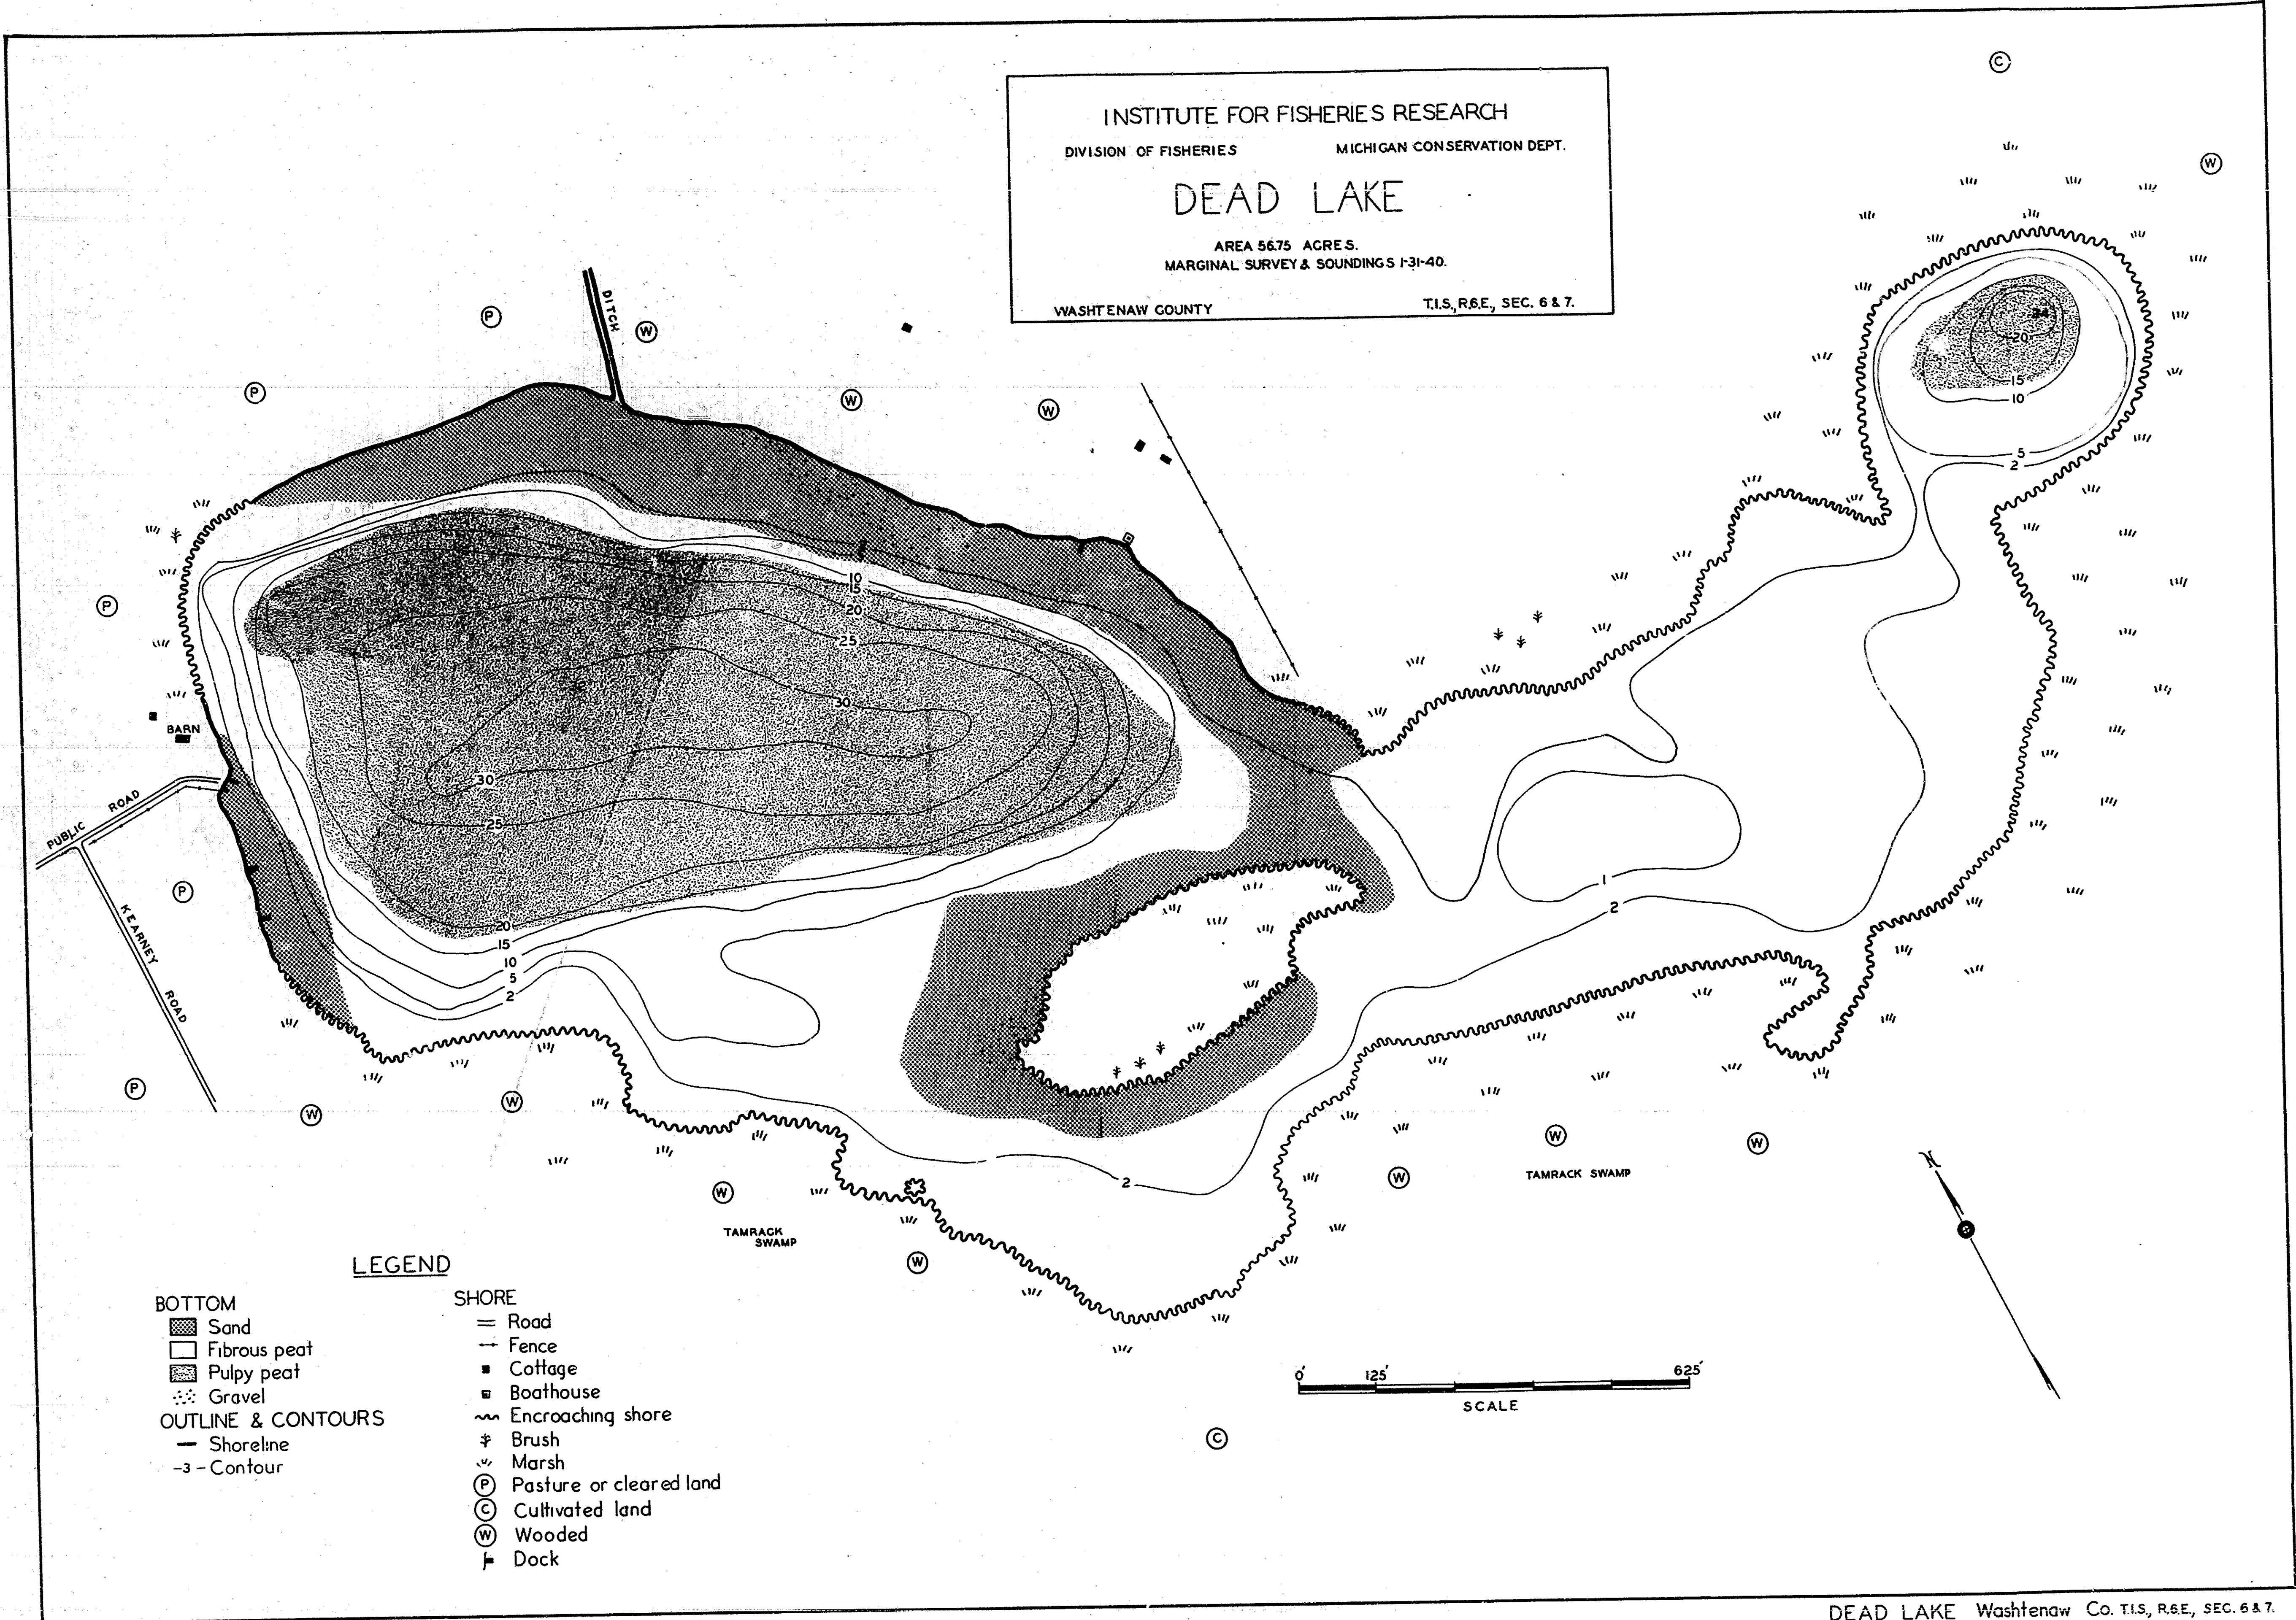 INSTITUTE FOR FISHERIES RESEARCH
DIVISION OF FISHERIES MICHIGAN CONSERVATION DEPT.
DEAD LAKE
AREA 56.75 ACRES.
MARGINAL SURVEY & SOUNDINGS 1-31-40.
WASHTENAW COUNTY T.1S., R.6E., SEC. 6 & 7.
C
W
DITCH
P
W
P
W
W
20
15
10
5
2
10
15
20
25
30
P
BARN
30
25
PUBLIC ROAD
P
KEARNEY ROAD
1
2
20
15
10
5
2
P
W
W
W
W
W
TAMRACK SWAMP
N
W
2
TAMRACK
SWAMP
W
LEGEND
BOTTOM
Sand
Fibrous peat
Pulpy peat
Gravel
OUTLINE & CONTOURS
Shoreline
-3- Contour
SHORE
Road
Fence
Cottage
Boathouse
Encroaching shore
Brush
Marsh
P Pasture or cleared land
C Cultivated land
W Wooded
Dock
0' 125' 625'
SCALE
C
DEAD LAKE Washtenaw Co. T.1S., R.6E., SEC. 6 & 7.